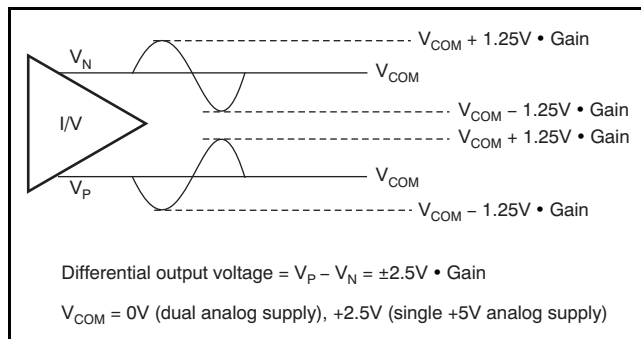 V_N
V_COM + 1.25V • Gain
V_COM
I/V
V_COM − 1.25V • Gain
V_COM + 1.25V • Gain
V_P
V_COM
V_COM − 1.25V • Gain
Differential output voltage = V_P − V_N = ±2.5V • Gain
V_COM = 0V (dual analog supply), +2.5V (single +5V analog supply)